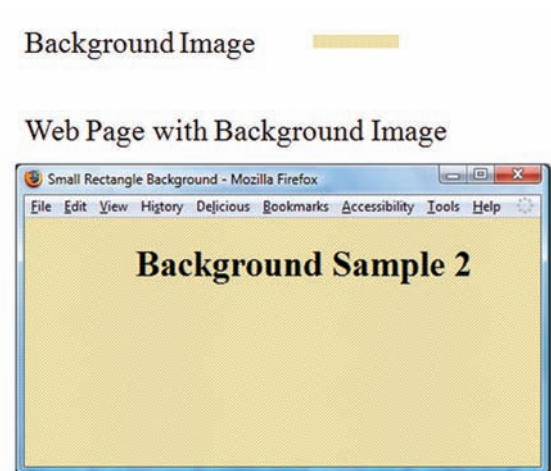 Background Image
Web Page with Background Image
Small Rectangle Background - Mozilla Firefox
File Edit View History Delicious Bookmarks Accessibility Tools Help
Background Sample 2